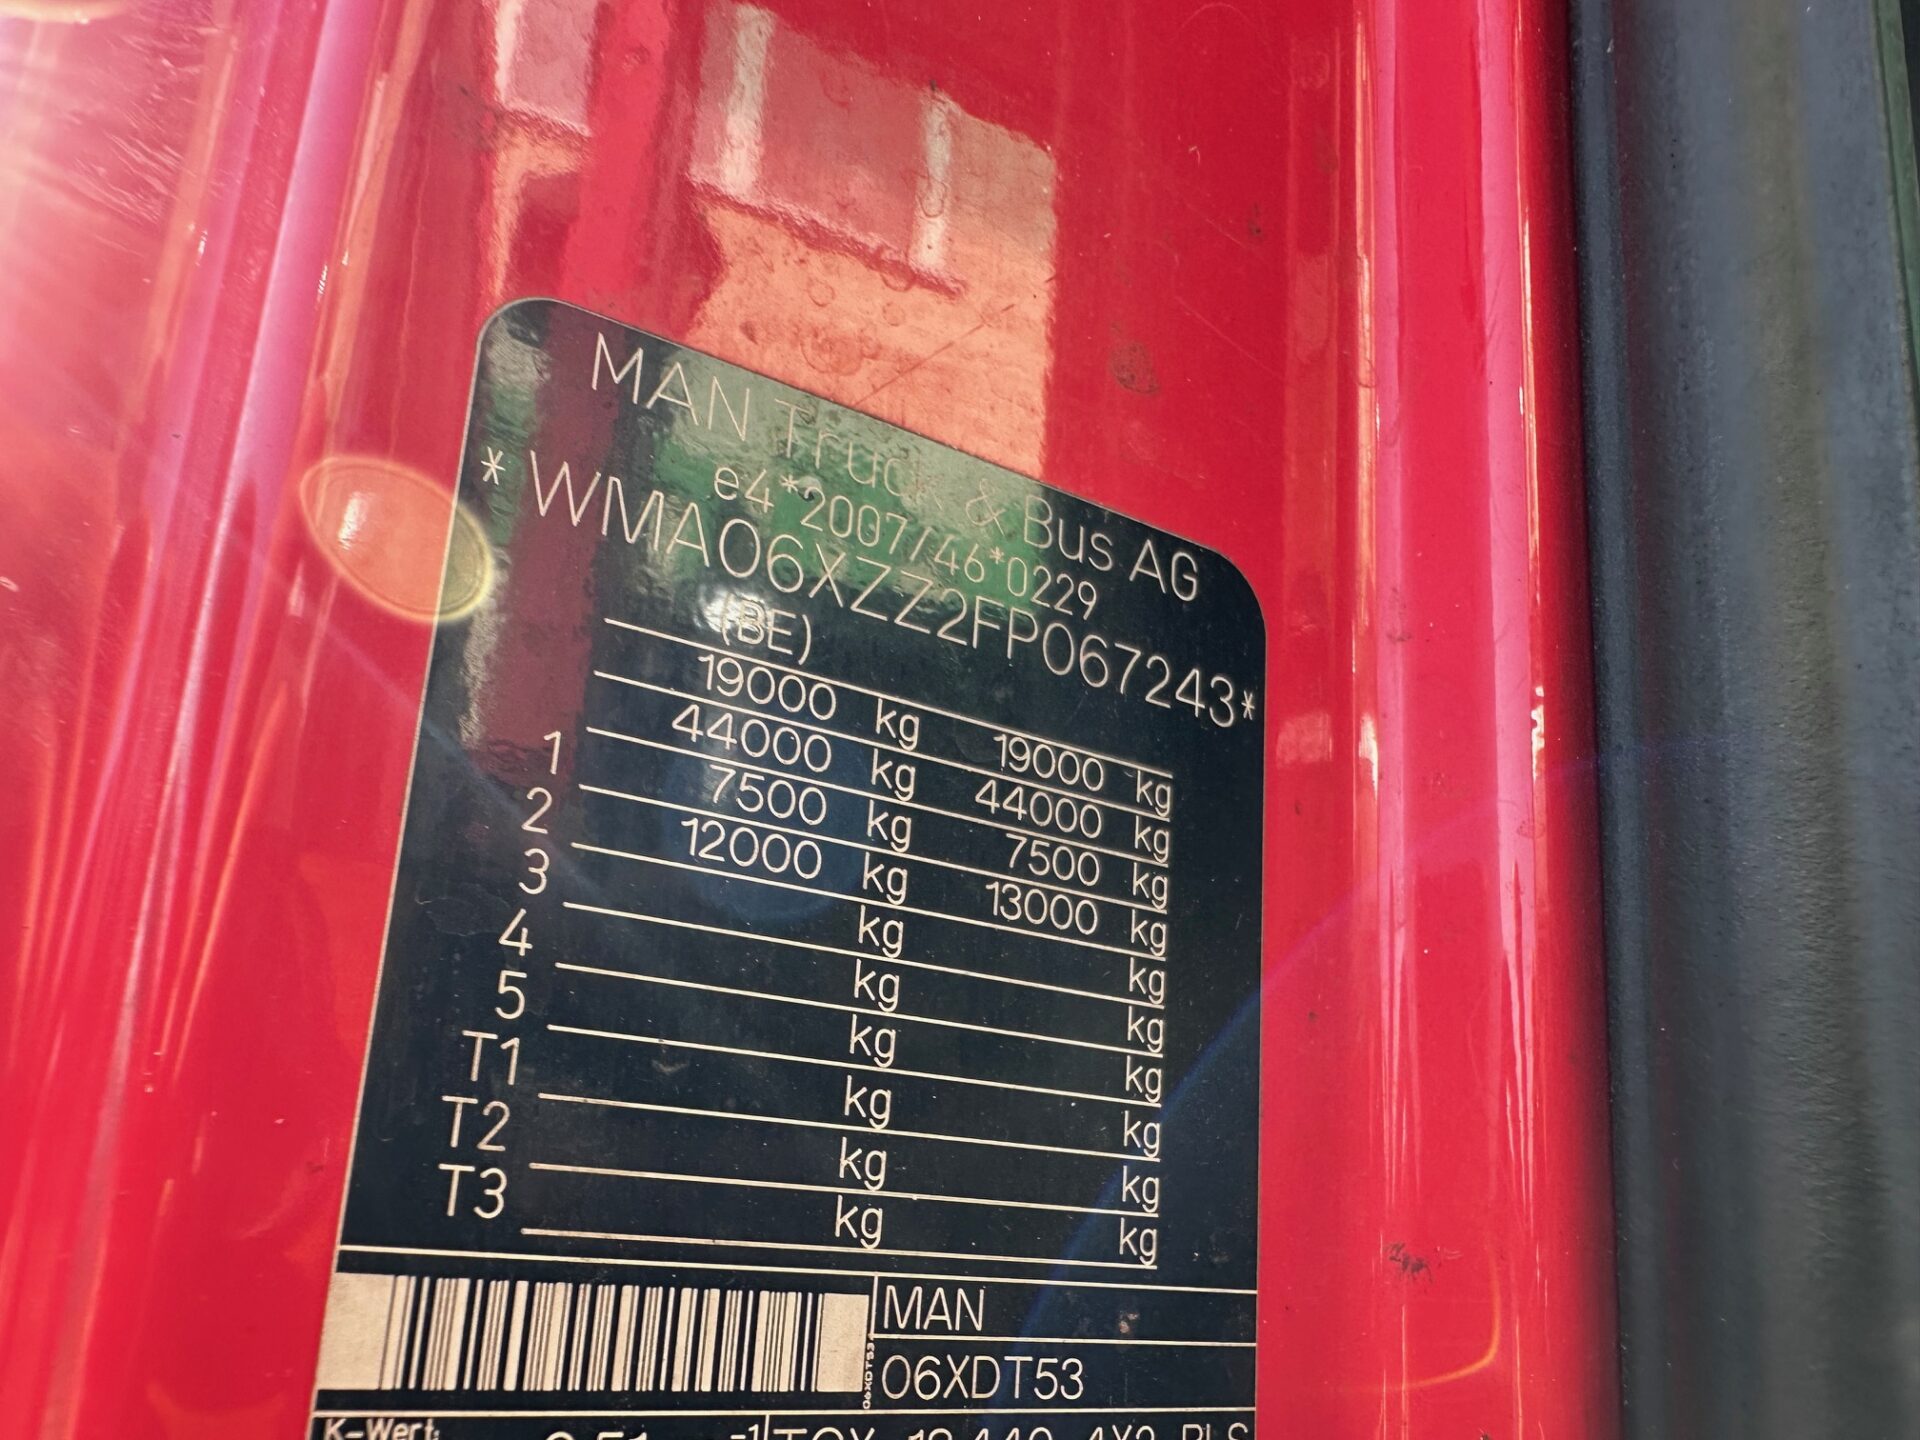 MAN Truck & Bus AG
e4*2007/46*0229
*WMA06XZZ2FP067243*
(BE)
19000 kg 19000 kg
44000 kg 44000 kg
1 7500 kg 7500 kg
2 12000 kg 13000 kg
3 kg kg
4 kg kg
5 kg kg
T1 kg kg
T2 kg kg
T3 kg kg
MAN
06XDT53
06XDT53
K-Wert: